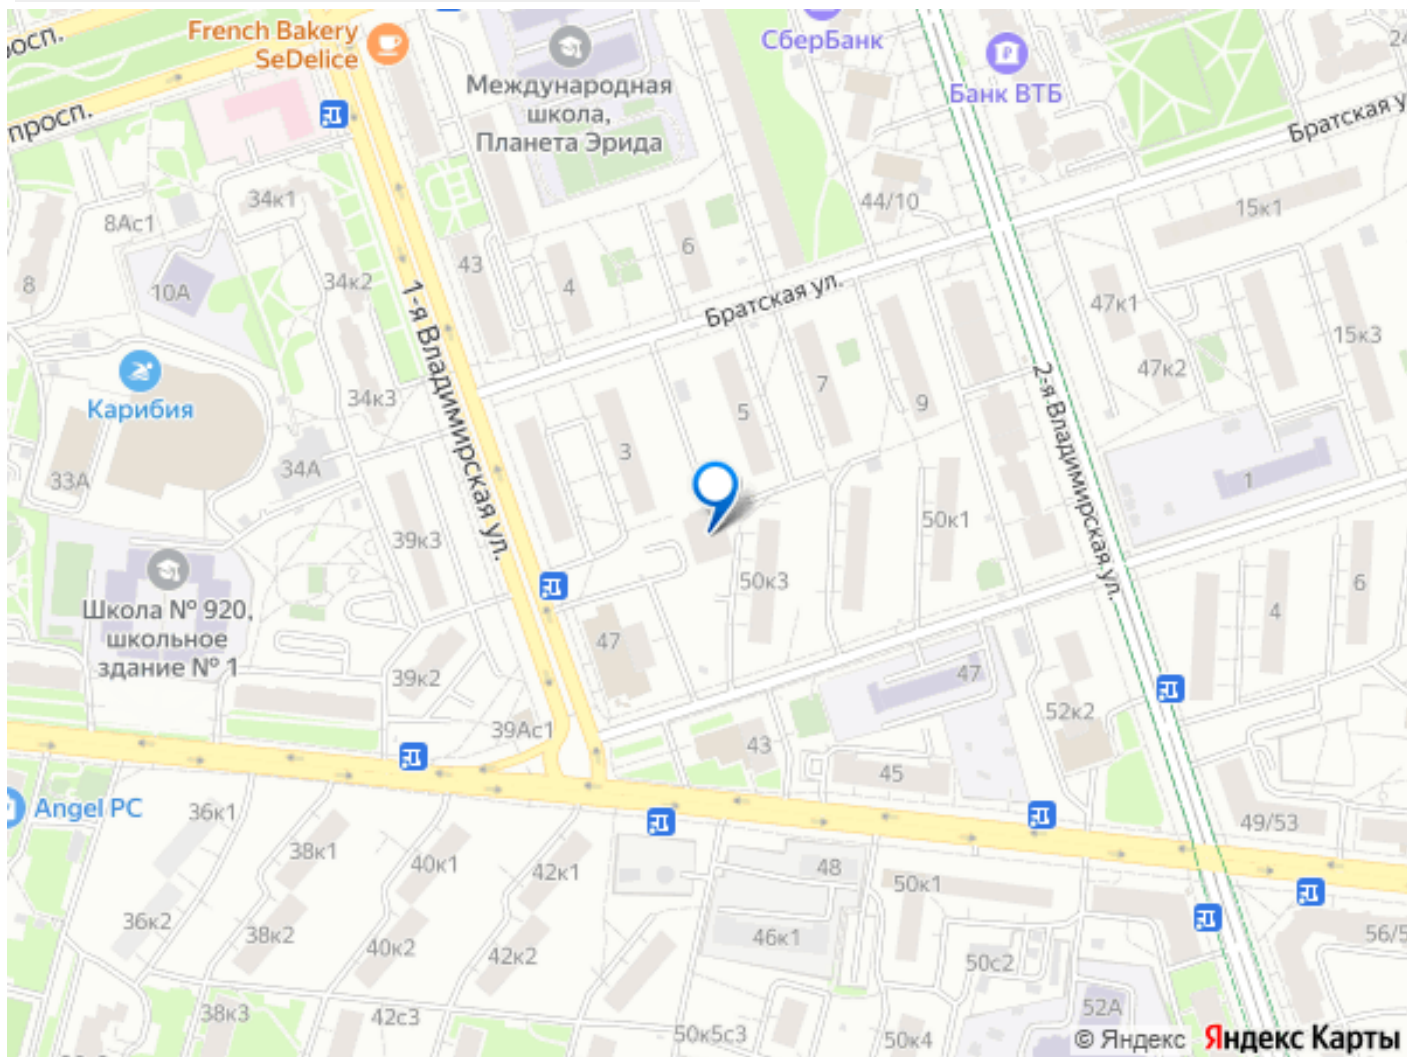 просп.
French Bakery
SeDelice
Международная
школа,
Планета Эрида
СберБанк
Банк ВТБ
24
просп.
Братская у
8Ас1
34к1
44/10
15к1
43
6
8
10А
34к2
4
47к1
Братская ул.
15к3
1-я Владимирская ул.
2-я Владимирская ул.
47к2
Карибия
34к3
7
5
9
3
33А
34А
1
50к1
39к3
50к3
Школа № 920,
школьное
здание № 1
47
4
6
39к2
47
52к2
39Ас1
43
45
Angel PC
36к1
49/53
38к1
40к1
42к1
48
50к1
36к2
38к2
40к2
42к2
46к1
50с2
56/5
38к3
42с3
50к5с3
50к4
52А
© Яндекс Яндекс Карты